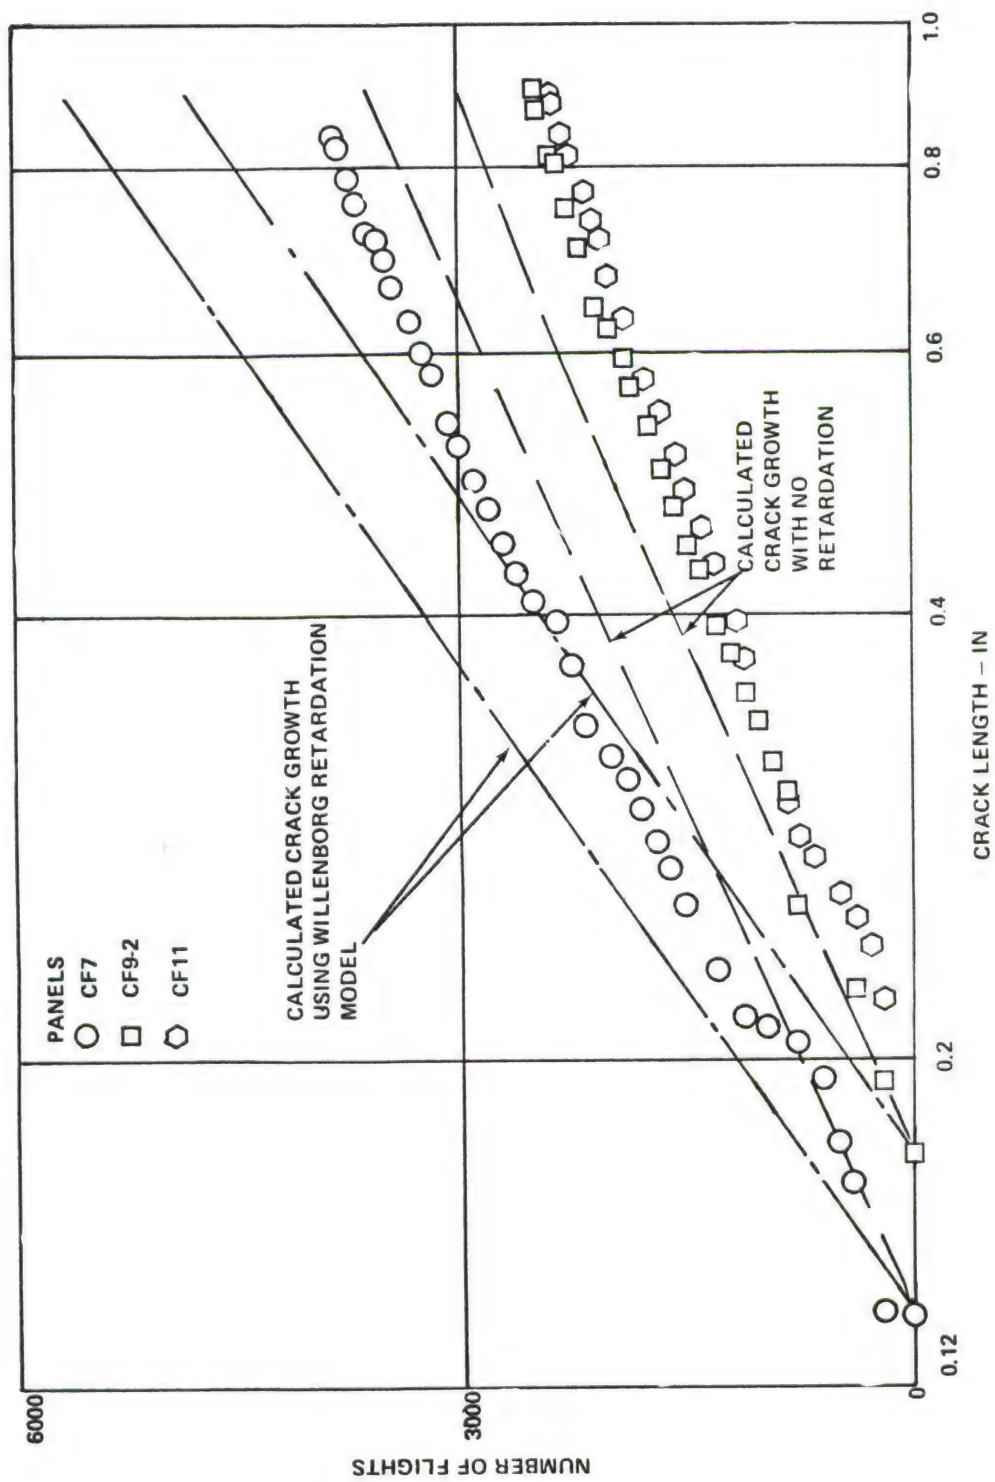 PANELS
CF7
CF9-2
CF11
CALCULATED CRACK GROWTH
USING WILLENBORG RETARDATION
MODEL
CALCULATED
CRACK GROWTH
WITH NO
RETARDATION
NUMBER OF FLIGHTS
6000
3000
0
0.12
0.2
0.4
0.6
0.8
1.0
CRACK LENGTH – IN